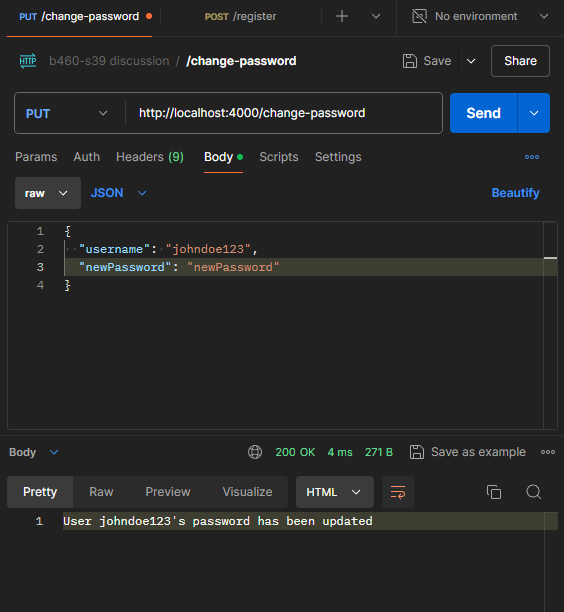 PUT /change-password POST /register No environment
HTTP b460-s39 discussion / /change-password Save Share
PUT http://localhost:4000/change-password Send
Params Auth Headers (9) Body Scripts Settings
raw JSON Beautify
1 {
2 "username": "johndoe123",
3 "newPassword": "newPassword"
4 }
Body 200 OK 4 ms 271 B Save as example
Pretty Raw Preview Visualize HTML
1 User johndoe123's password has been updated